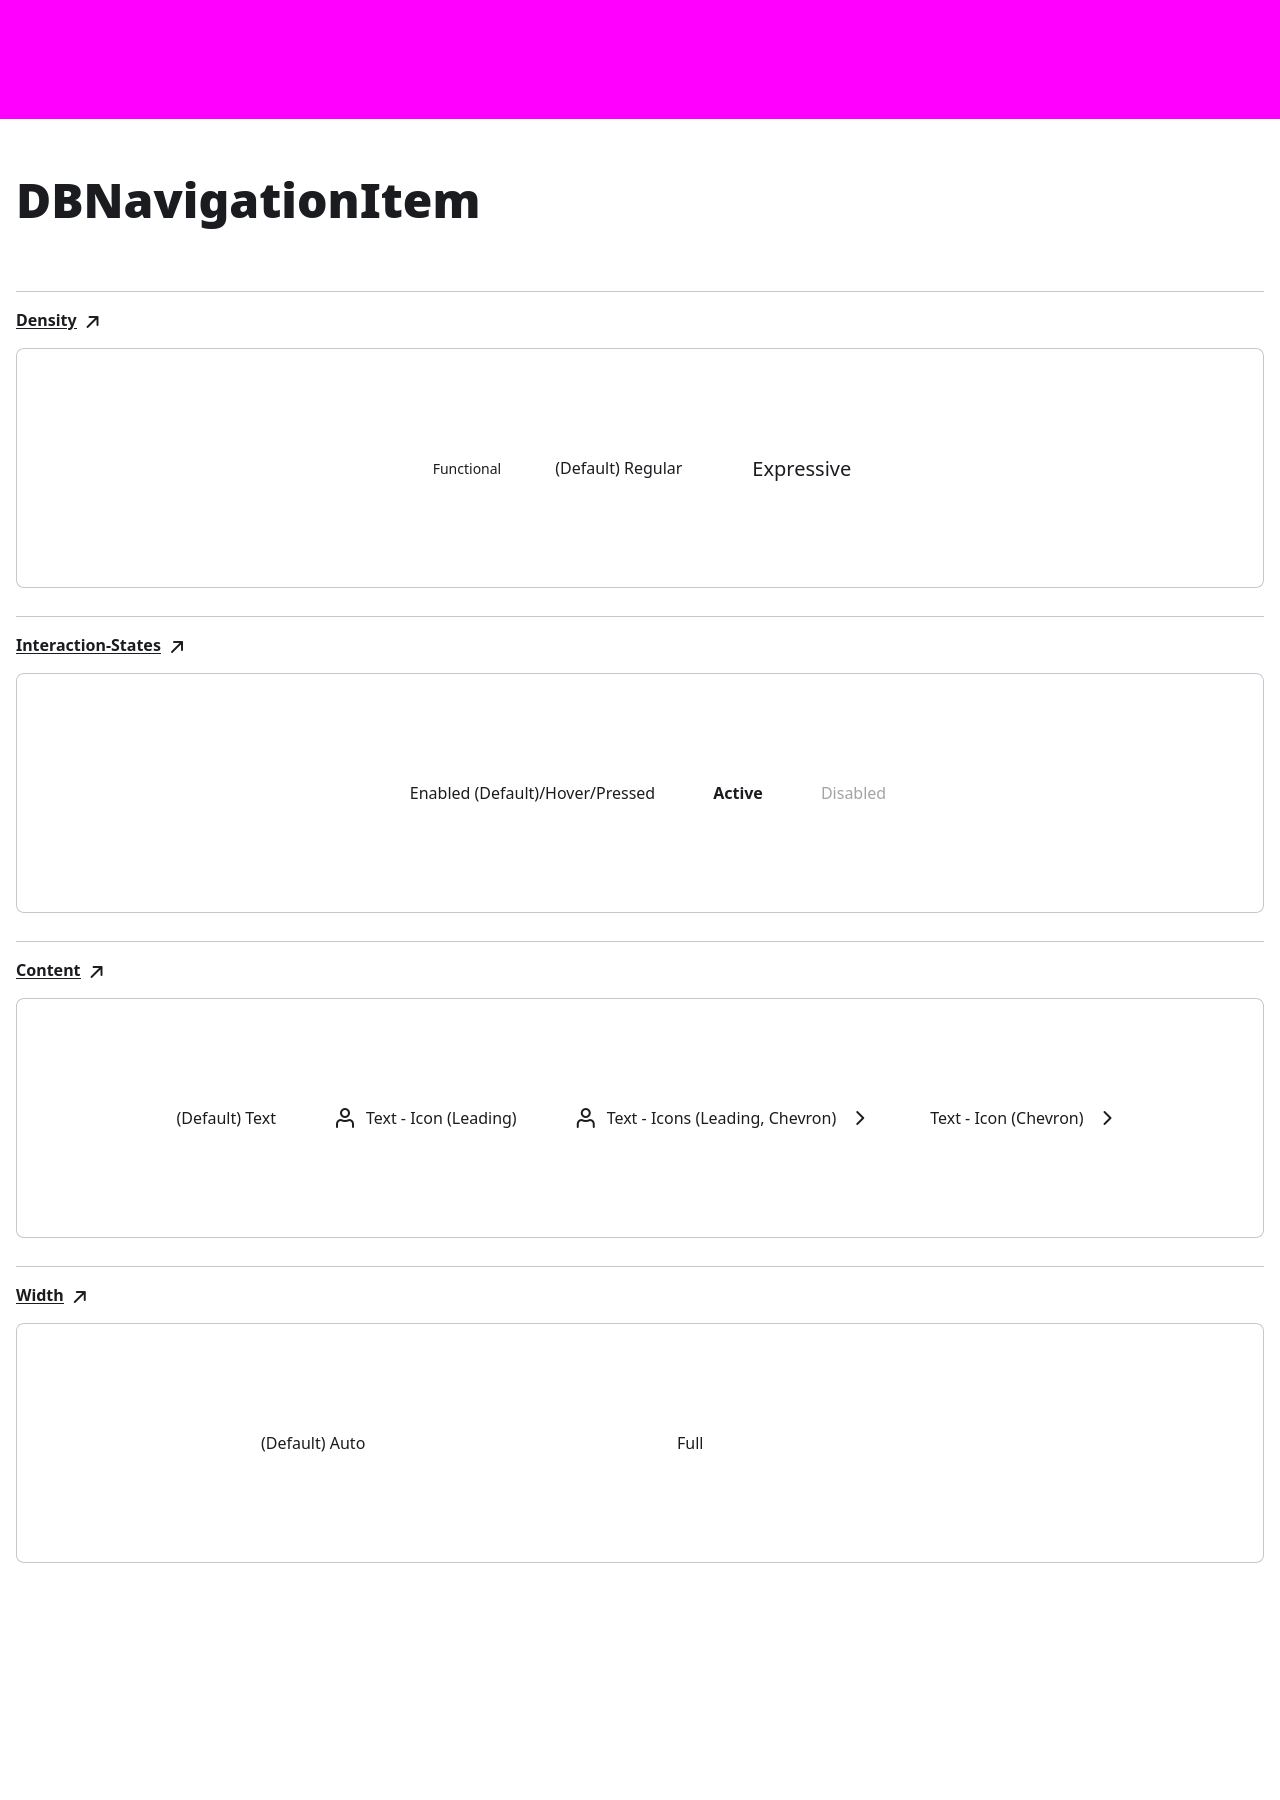 DBNavigationItem
Density
Functional (Default) Regular Expressive
Interaction-States
Enabled (Default)/Hover/Pressed Active Disabled
Content
(Default) Text Text - Icon (Leading) Text - Icons (Leading, Chevron) Text - Icon (Chevron)
Width
(Default) Auto Full